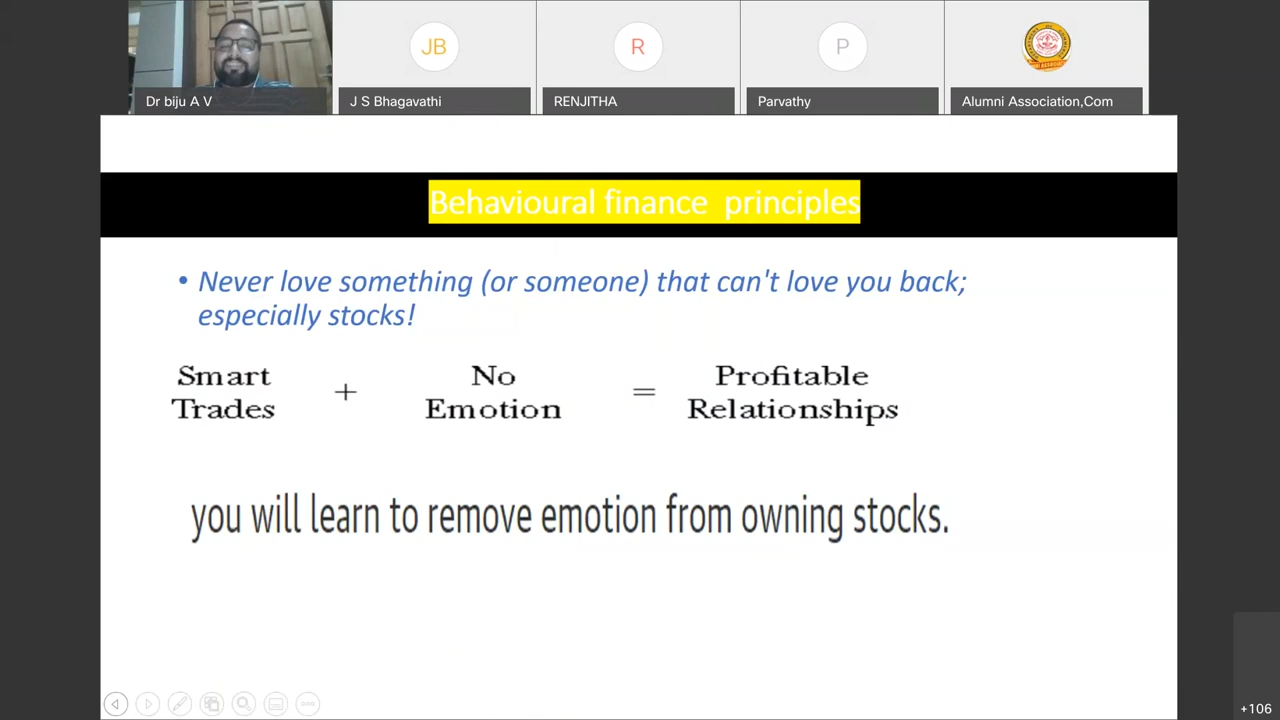 JB
R
P
Dr biju A V
J S Bhagavathi
RENJITHA
Parvathy
Alumni Association,Com
Behavioural finance principles
• Never love something (or someone) that can't love you back;
especially stocks!
Smart
Trades
+
No
Emotion
=
Profitable
Relationships
you will learn to remove emotion from owning stocks.
+106